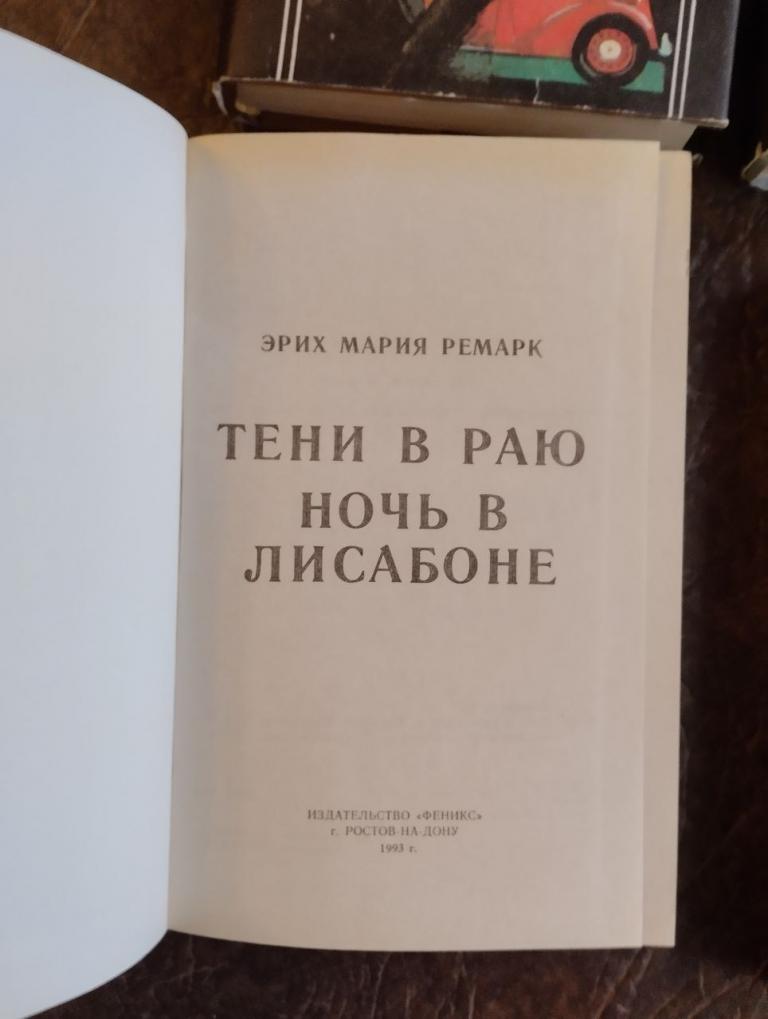 ЭРИХ МАРИЯ РЕМАРК
ТЕНИ В РАЮ
НОЧЬ В
ЛИСАБОНЕ
ИЗДАТЕЛЬСТВО «ФЕНИКС»
г. РОСТОВ-НА-ДОНУ
1993 г.